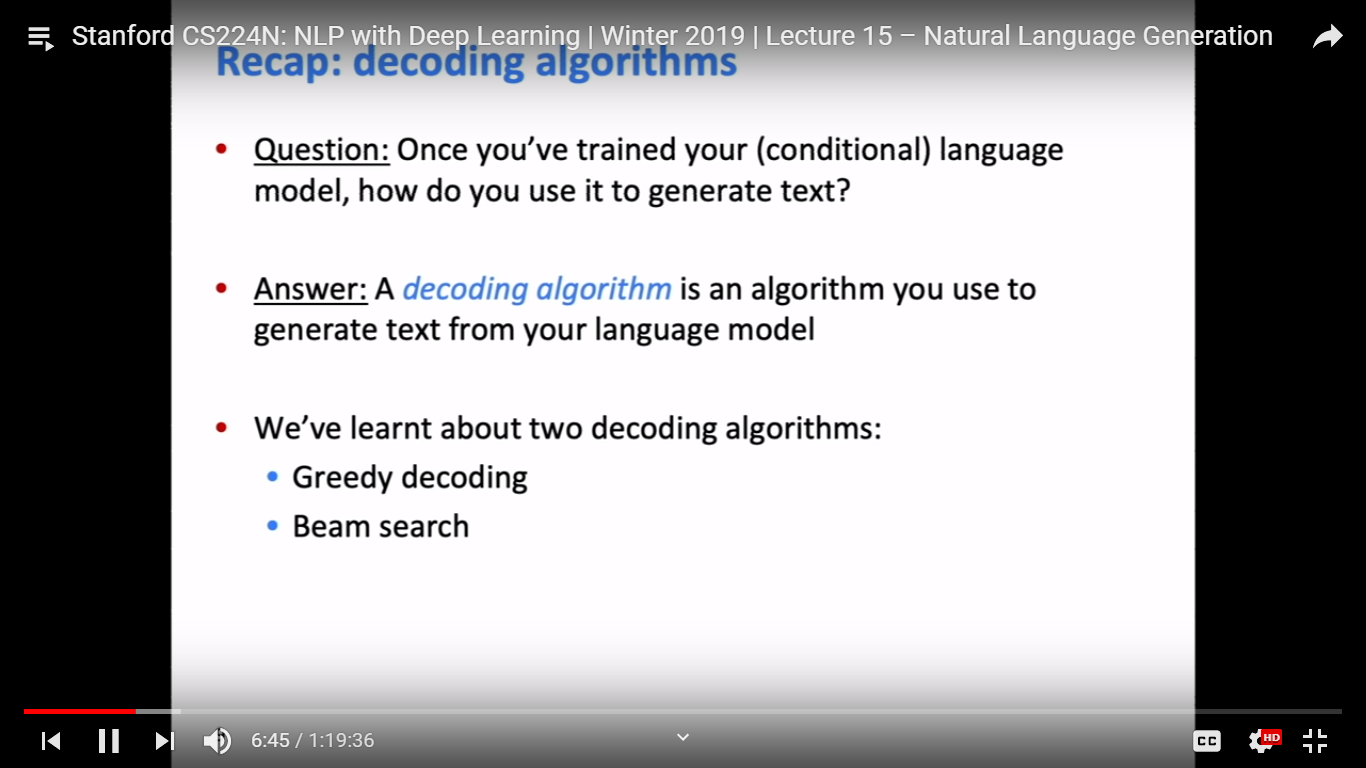 Stanford CS224N: NLP with Deep Learning | Winter 2019 | Lecture 15 – Natural Language Generation
Recap: decoding algorithms
• Question: Once you’ve trained your (conditional) language
model, how do you use it to generate text?
• Answer: A decoding algorithm is an algorithm you use to
generate text from your language model
• We’ve learnt about two decoding algorithms:
• Greedy decoding
• Beam search
6:45 / 1:19:36
CC
HD